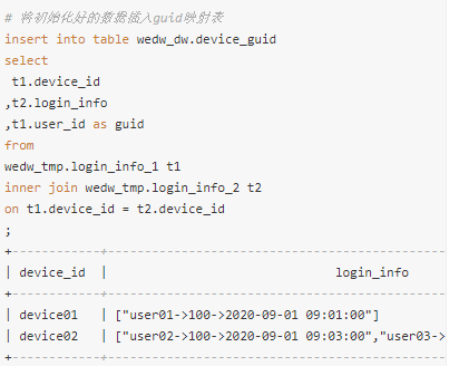 # 将初始化好的数据插入guid映射表
insert into table wedw_dw.device_guid
select
t1.device_id
,t2.login_info
,t1.user_id as guid
from
wedw_tmp.login_info_1 t1
inner join wedw_tmp.login_info_2 t2
on t1.device_id = t2.device_id
;
+------------+----------------------------------------
| device_id | login_info
+------------+----------------------------------------
| device01 | ["user01->100->2020-09-01 09:01:00"]
| device02 | ["user02->100->2020-09-01 09:03:00","user03->
+------------+----------------------------------------